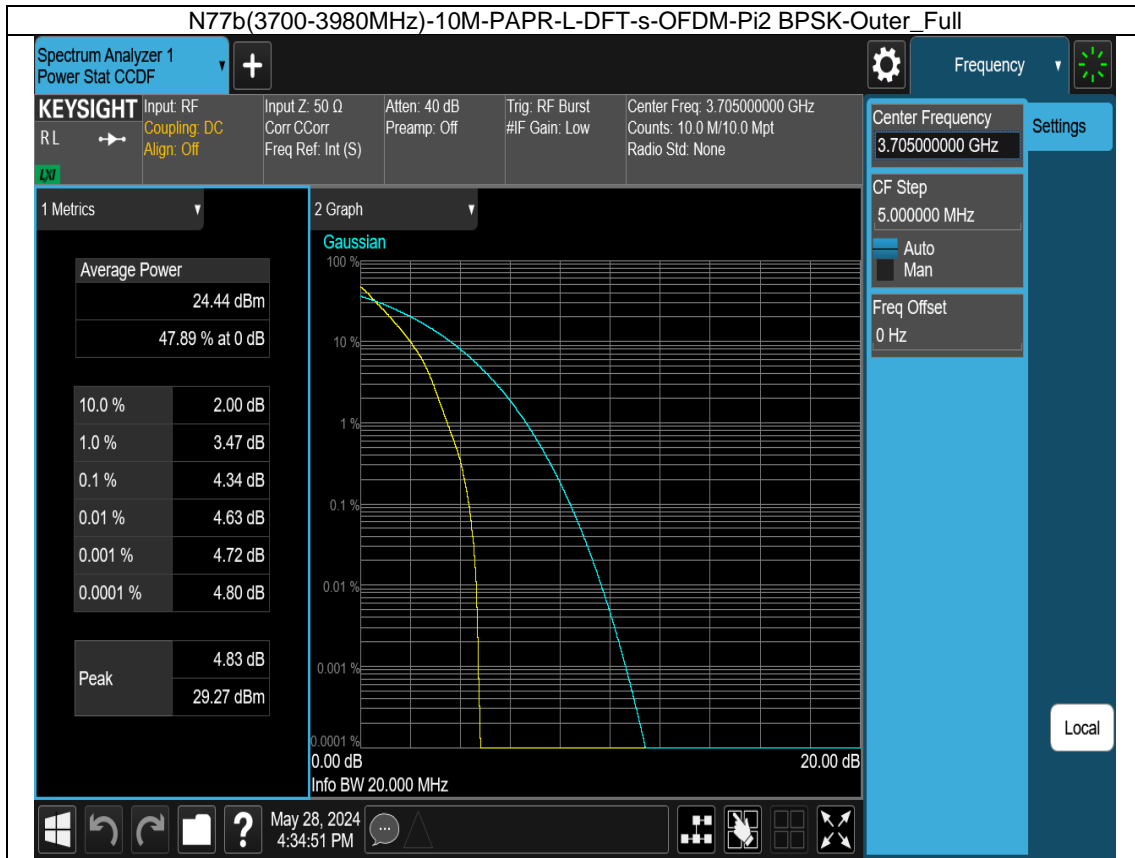 N77b(3700-3980MHz)-10M-PAPR-L-DFT-s-OFDM-Pi2 BPSK-Outer_Full
Spectrum Analyzer 1
Power Stat CCDF
Frequency
KEYSIGHT
R L
LXI
Input: RF
Coupling: DC
Align: Off
Input Z: 50 Ω
Corr CCorr
Freq Ref: Int (S)
Atten: 40 dB
Preamp: Off
Trig: RF Burst
#IF Gain: Low
Center Freq: 3.705000000 GHz
Counts: 10.0 M/10.0 Mpt
Radio Std: None
Center Frequency
3.705000000 GHz
Settings
CF Step
5.000000 MHz
Auto
Man
Freq Offset
0 Hz
Local
1 Metrics
Average Power
24.44 dBm
47.89 % at 0 dB
10.0 % 2.00 dB
1.0 % 3.47 dB
0.1 % 4.34 dB
0.01 % 4.63 dB
0.001 % 4.72 dB
0.0001 % 4.80 dB
Peak
4.83 dB
29.27 dBm
2 Graph
Gaussian
100 %
10 %
1 %
0.1 %
0.01 %
0.001 %
0.0001 %
0.00 dB 20.00 dB
Info BW 20.000 MHz
May 28, 2024
4:34:51 PM